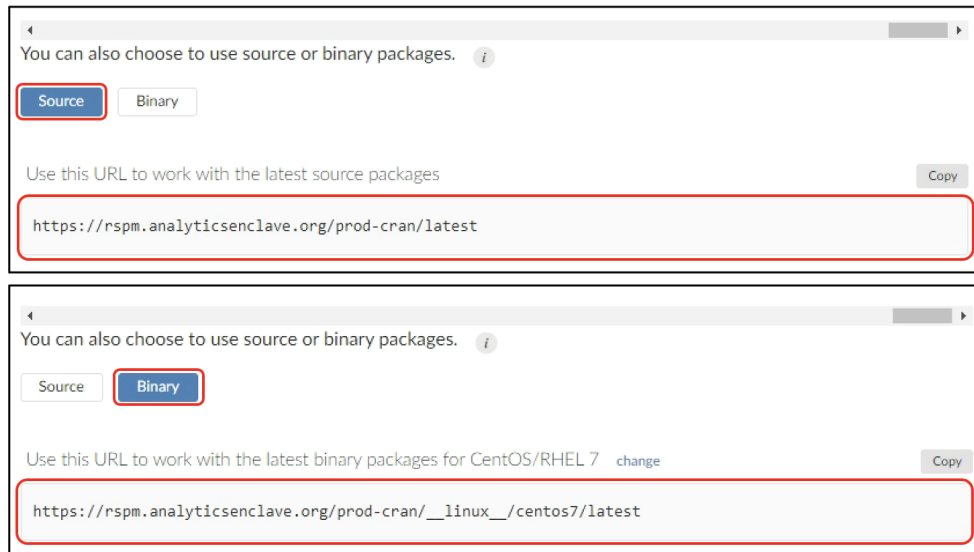 You can also choose to use source or binary packages. i
Source Binary
Use this URL to work with the latest source packages Copy
https://rspm.analyticsenclave.org/prod-cran/latest
You can also choose to use source or binary packages. i
Source Binary
Use this URL to work with the latest binary packages for CentOS/RHEL 7 change Copy
https://rspm.analyticsenclave.org/prod-cran/__linux__/centos7/latest